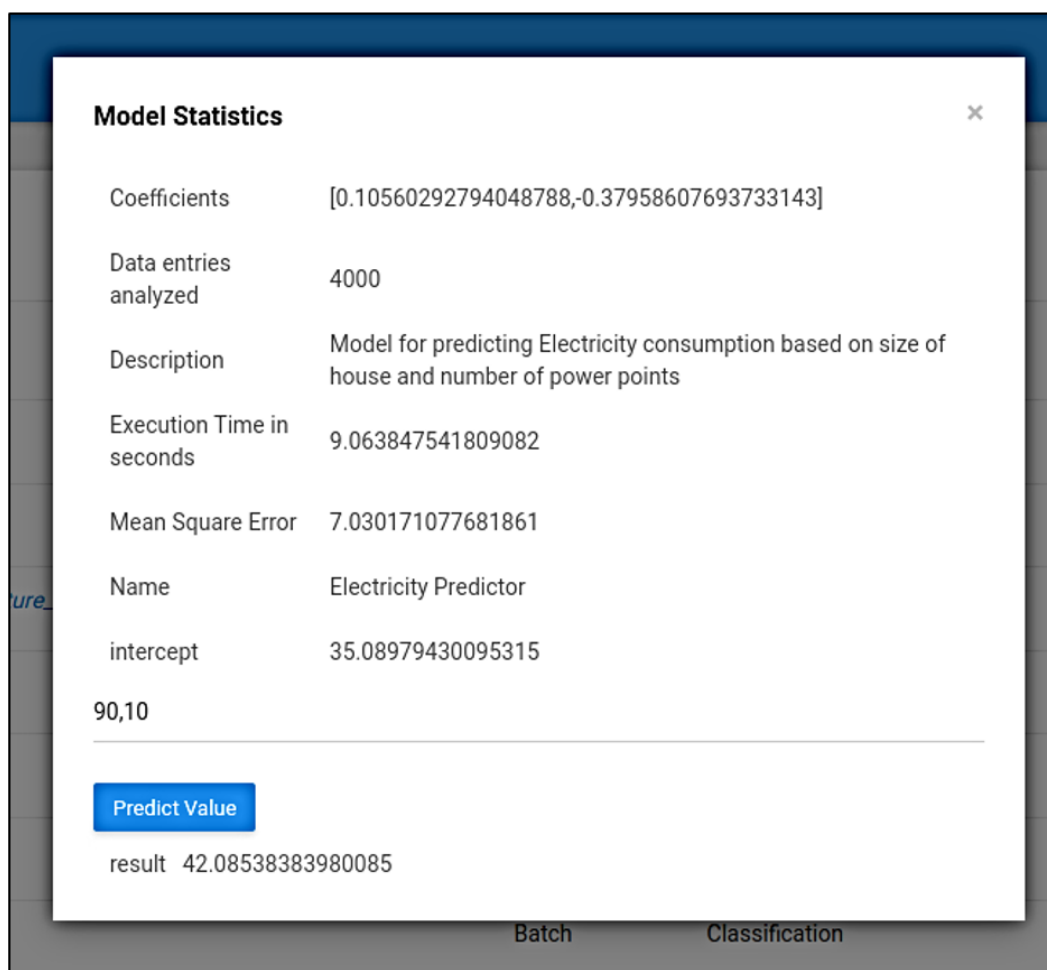 Model Statistics ×
Coefficients [0.10560292794048788,-0.37958607693733143]
Data entries
analyzed 4000
Description Model for predicting Electricity consumption based on size of
house and number of power points
Execution Time in
seconds 9.063847541809082
Mean Square Error 7.030171077681861
Name Electricity Predictor
ture_
intercept 35.08979430095315
90,10
Predict Value
result 42.08538383980085
Batch Classification